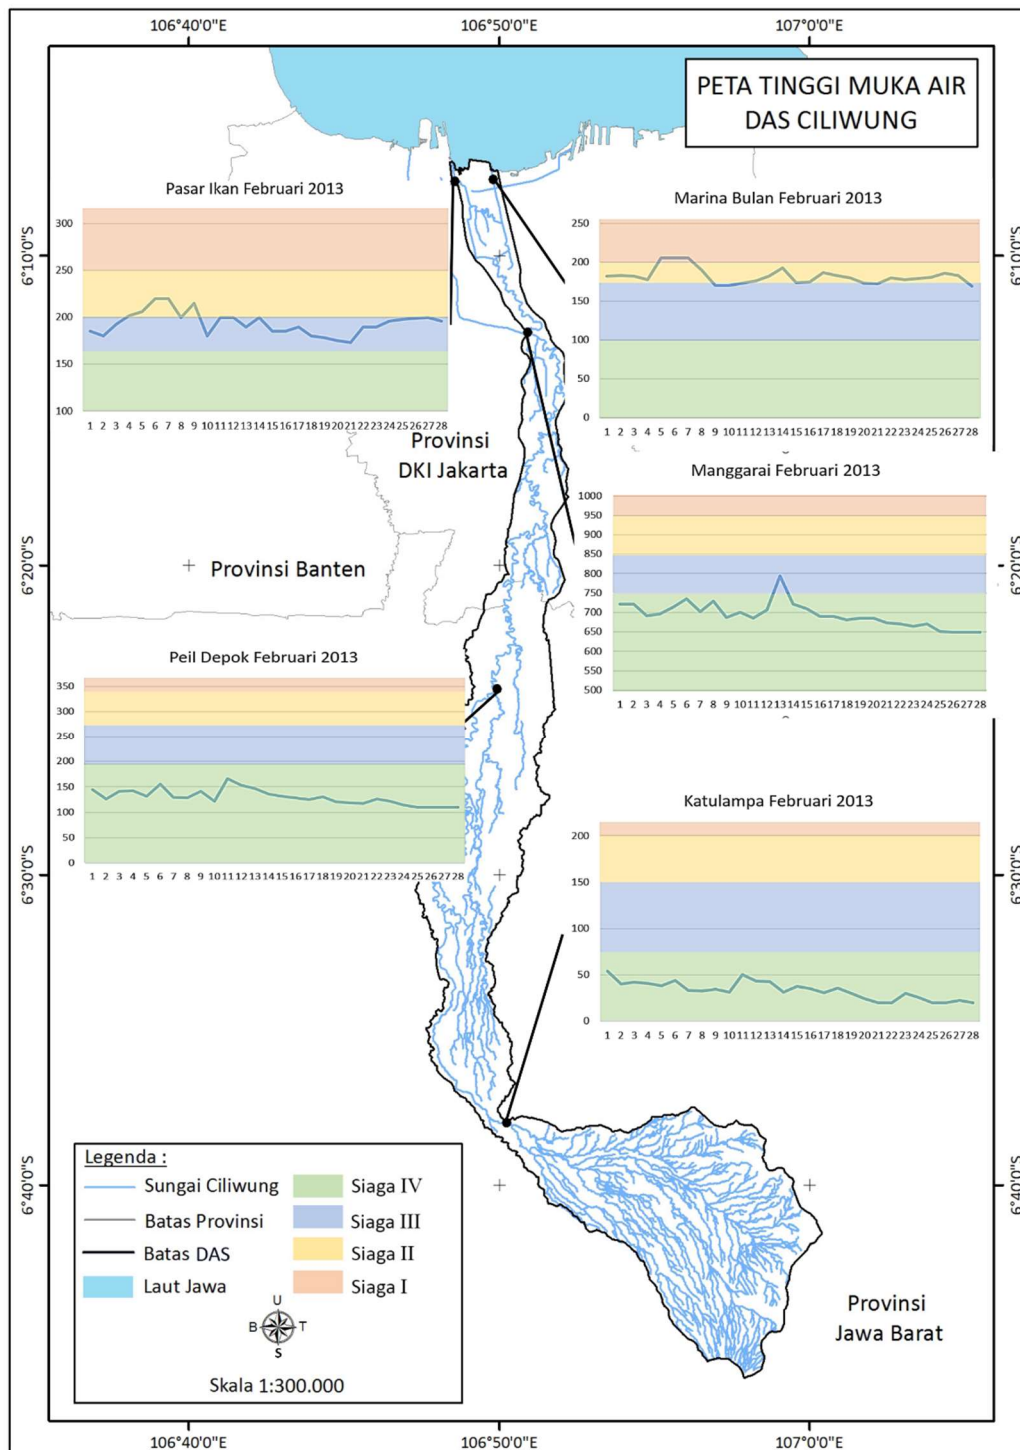 106°40'0"E
106°50'0"E
107°0'0"E
PETA TINGGI MUKA AIR
DAS CILIWUNG
6°10'0"S
6°20'0"S
6°30'0"S
6°40'0"S
Pasar Ikan Februari 2013
300
250
200
150
100
1 2 3 4 5 6 7 8 9 10 11 12 13 14 15 16 17 18 19 20 21 22 23 24 25 26 27 28
Marina Bulan Februari 2013
250
200
150
100
50
0
1 2 3 4 5 6 7 8 9 10 11 12 13 14 15 16 17 18 19 20 21 22 23 24 25 26 27 28
Provinsi
DKI Jakarta
Manggarai Februari 2013
1000
950
900
850
800
750
700
650
600
550
500
1 2 3 4 5 6 7 8 9 10 11 12 13 14 15 16 17 18 19 20 21 22 23 24 25 26 27 28
Provinsi Banten
Peil Depok Februari 2013
350
300
250
200
150
100
50
0
1 2 3 4 5 6 7 8 9 10 11 12 13 14 15 16 17 18 19 20 21 22 23 24 25 26 27 28
Katulampa Februari 2013
200
150
100
50
0
1 2 3 4 5 6 7 8 9 10 11 12 13 14 15 16 17 18 19 20 21 22 23 24 25 26 27 28
Legenda :
Sungai Ciliwung
Batas Provinsi
Batas DAS
Laut Jawa
Siaga IV
Siaga III
Siaga II
Siaga I
U
B T
S
Skala 1:300.000
Provinsi
Jawa Barat
6°10'0"S
6°20'0"S
6°30'0"S
6°40'0"S
106°40'0"E
106°50'0"E
107°0'0"E